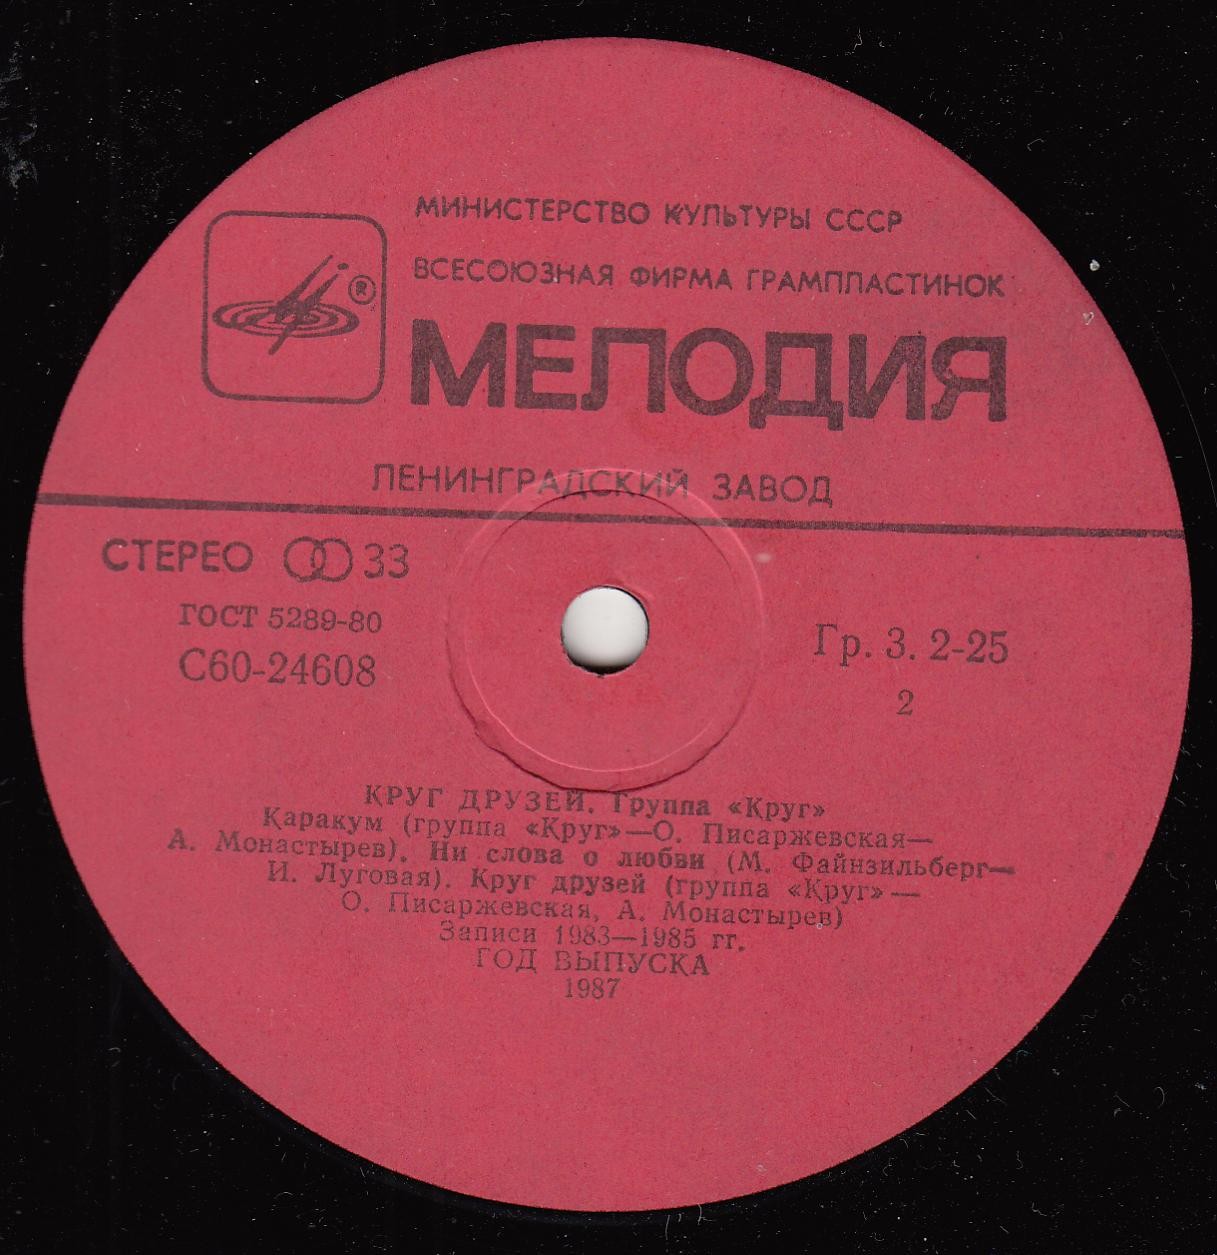 МИНИСТЕРСТВО КУЛЬТУРЫ СССР
ВСЕСОЮЗНАЯ ФИРМА ГРАМПЛАСТИНОК
®
МЕЛОДИЯ
ЛЕНИНГРАДСКИЙ ЗАВОД
СТЕРЕО 33
ГОСТ 5289-80
С60-24608
Гр. 3. 2-25
2
КРУГ ДРУЗЕЙ. Группа «Круг»
Каракум (группа «Круг»—О. Писаржевская—
А. Монастырев). Ни слова о любви (М. Файнзильберг—
И. Луговая). Круг друзей (группа «Круг»—
О. Писаржевская, А. Монастырев)
Записи 1983—1985 гг.
ГОД ВЫПУСКА
1987